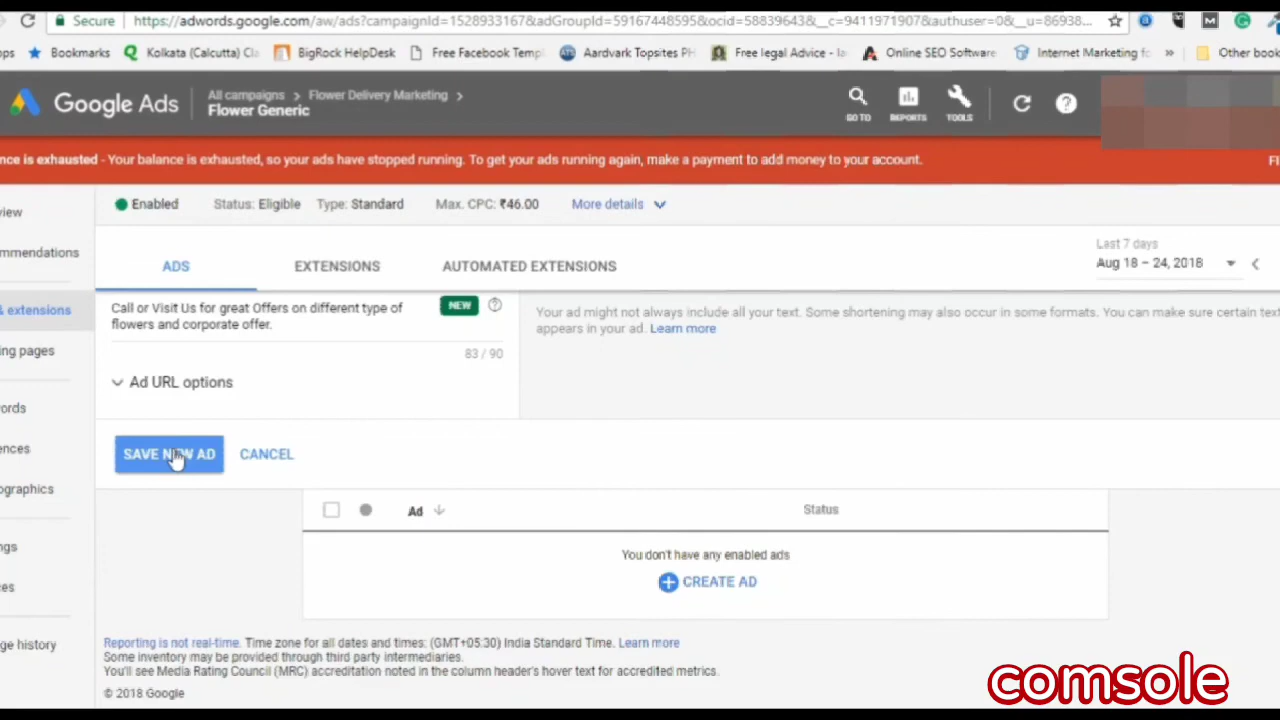 Secure https://adwords.google.com/aw/ads?campaignId=1528933167&adGroupId=59167448595&ocid=58839643&__c=9411971907&authuser=0&__u=86938...
ops Bookmarks Kolkata (Calcutta) Cl BigRock HelpDesk Free Facebook Templ Aardvark Topsites PH Free legal Advice - la Online SEO Software Internet Marketing fo » Other book
Google Ads
All campaigns > Flower Delivery Marketing >
Flower Generic
GO TO REPORTS TOOLS
nce is exhausted - Your balance is exhausted, so your ads have stopped running. To get your ads running again, make a payment to add money to your account.
FI
view
Enabled Status: Eligible Type: Standard Max. CPC: ₹46.00 More details
mmendations
ADS EXTENSIONS AUTOMATED EXTENSIONS
Last 7 days
Aug 18 – 24, 2018
& extensions
ing pages
ords
ences
ographics
ngs
es
ge history
Call or Visit Us for great Offers on different type of
flowers and corporate offer.
NEW
83 / 90
Ad URL options
Your ad might not always include all your text. Some shortening may also occur in some formats. You can make sure certain text
appears in your ad. Learn more
SAVE NEW AD CANCEL
Ad Status
You don't have any enabled ads
CREATE AD
Reporting is not real-time. Time zone for all dates and times: (GMT+05:30) India Standard Time. Learn more
Some inventory may be provided through third party intermediaries.
You'll see Media Rating Council (MRC) accreditation noted in the column header's hover text for accredited metrics.
© 2018 Google
comsole